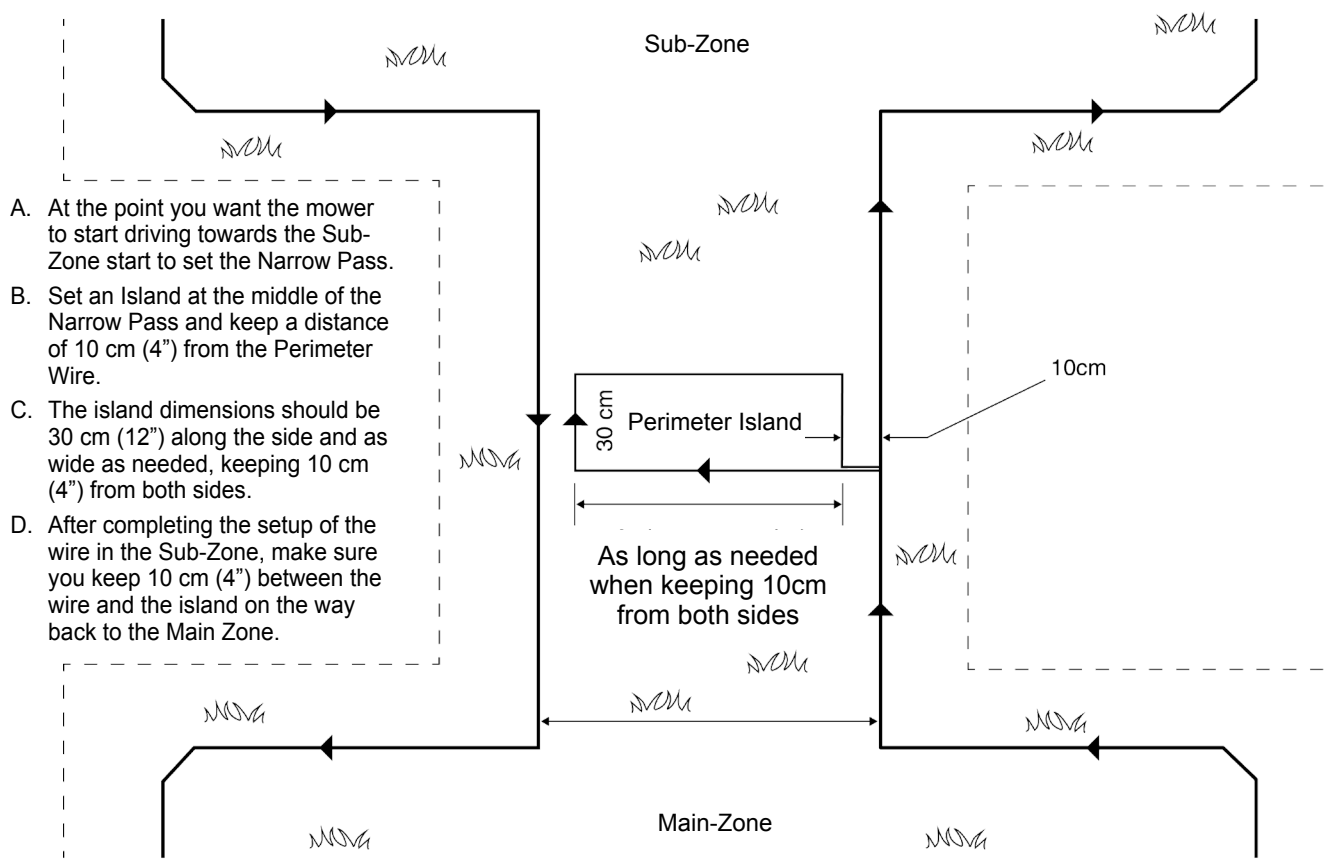 Sub-Zone
A. At the point you want the mower
to start driving towards the Sub-
Zone start to set the Narrow Pass.
B. Set an Island at the middle of the
Narrow Pass and keep a distance
of 10 cm (4”) from the Perimeter
Wire.
C. The island dimensions should be
30 cm (12”) along the side and as
wide as needed, keeping 10 cm
(4”) from both sides.
D. After completing the setup of the
wire in the Sub-Zone, make sure
you keep 10 cm (4”) between the
wire and the island on the way
back to the Main Zone.
10cm
30 cm
Perimeter Island
As long as needed
when keeping 10cm
from both sides
Main-Zone